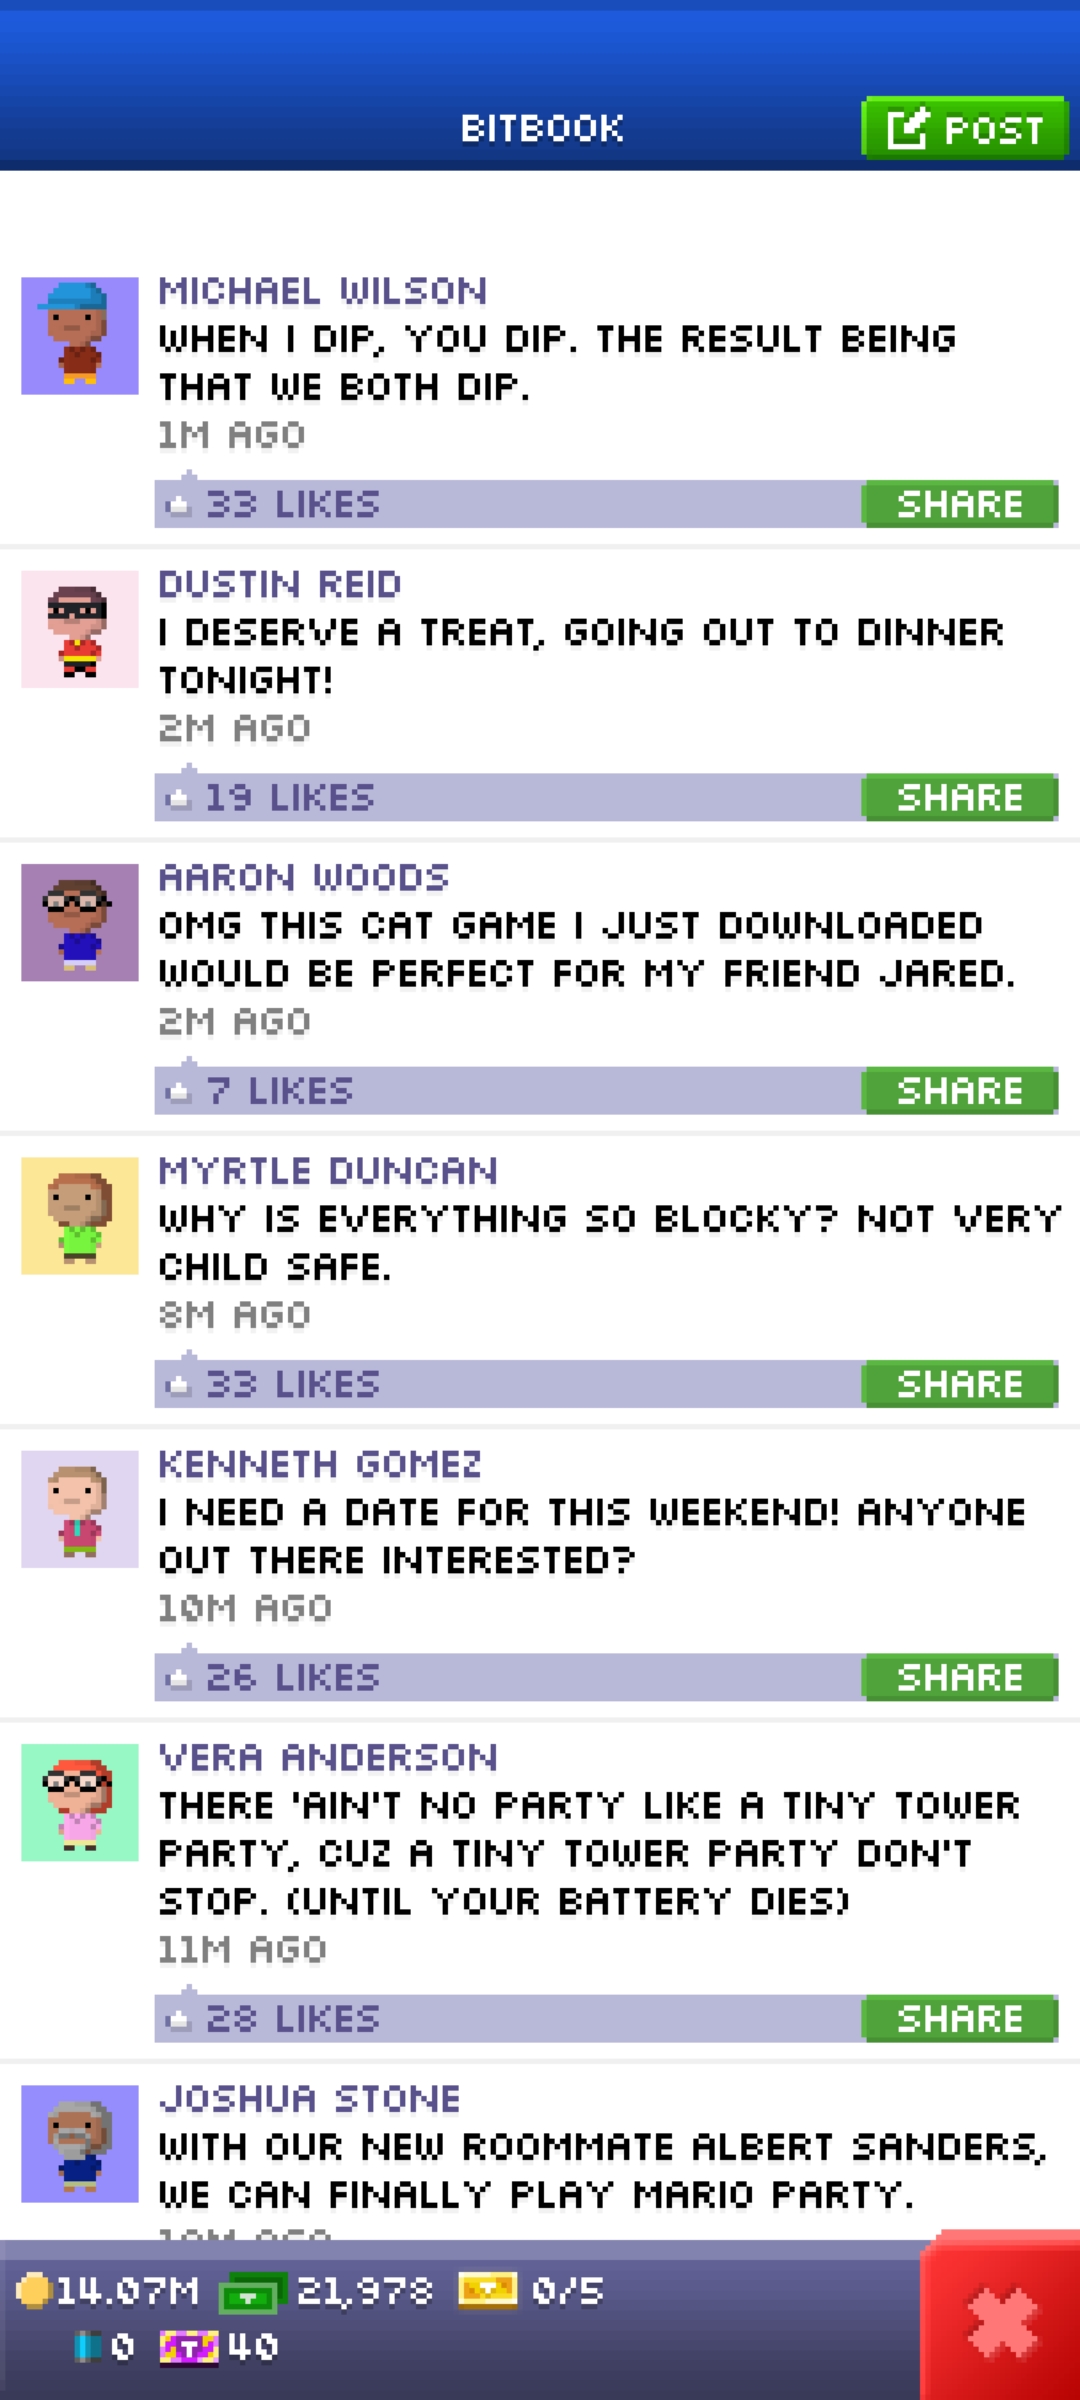 BITBOOK
POST
MICHAEL WILSON
WHEN I DIP, YOU DIP. THE RESULT BEING
THAT WE BOTH DIP.
1M AGO
33 LIKES
SHARE
DUSTIN REID
I DESERVE A TREAT, GOING OUT TO DINNER
TONIGHT!
2M AGO
19 LIKES
SHARE
AARON WOODS
OMG THIS CAT GAME I JUST DOWNLOADED
WOULD BE PERFECT FOR MY FRIEND JARED.
2M AGO
7 LIKES
SHARE
MYRTLE DUNCAN
WHY IS EVERYTHING SO BLOCKY? NOT VERY
CHILD SAFE.
8M AGO
33 LIKES
SHARE
KENNETH GOMEZ
I NEED A DATE FOR THIS WEEKEND! ANYONE
OUT THERE INTERESTED?
10M AGO
26 LIKES
SHARE
VERA ANDERSON
THERE 'AIN'T NO PARTY LIKE A TINY TOWER
PARTY, CUZ A TINY TOWER PARTY DON'T
STOP. (UNTIL YOUR BATTERY DIES)
11M AGO
28 LIKES
SHARE
JOSHUA STONE
WITH OUR NEW ROOMMATE ALBERT SANDERS,
WE CAN FINALLY PLAY MARIO PARTY.
14.07M 21,978 0/5
0 T 40